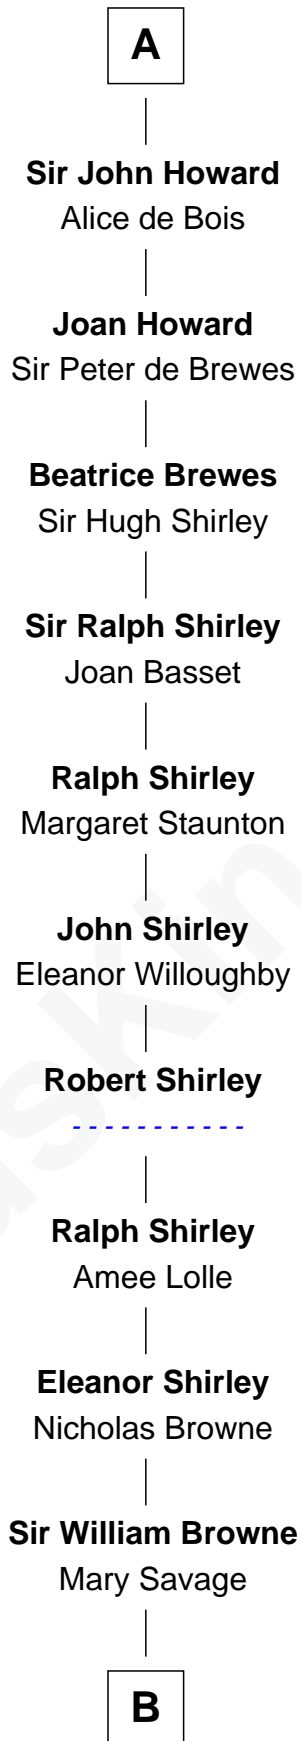 A
Sir John Howard
Alice de Bois
Joan Howard
Sir Peter de Brewes
Beatrice Brewes
Sir Hugh Shirley
Sir Ralph Shirley
Joan Basset
Ralph Shirley
Margaret Staunton
John Shirley
Eleanor Willoughby
Robert Shirley
- - - - - - - - - - -
Ralph Shirley
Amee Lolle
Eleanor Shirley
Nicholas Browne
Sir William Browne
Mary Savage
B